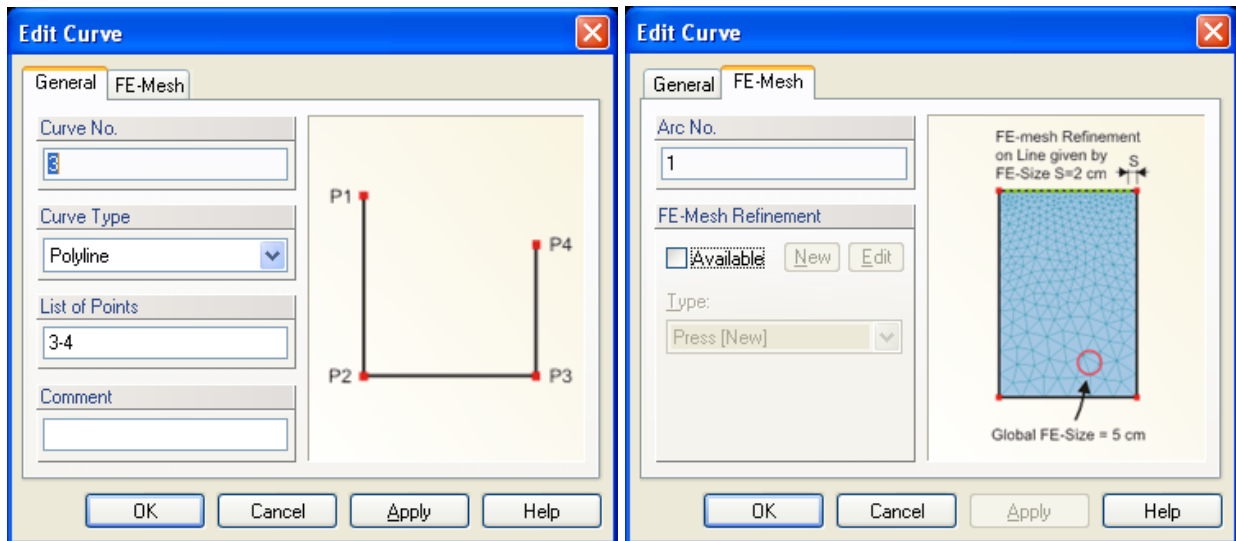 Edit Curve
General FE-Mesh
Curve No.
3
Curve Type
Polyline
List of Points
3-4
Comment
P1
P4
P2
P3
OK Cancel Apply Help
Edit Curve
General FE-Mesh
Arc No.
1
FE-Mesh Refinement
Available New Edit
Type:
Press [New]
FE-mesh Refinement
on Line given by
FE-Size S=2 cm
S
Global FE-Size = 5 cm
OK Cancel Apply Help